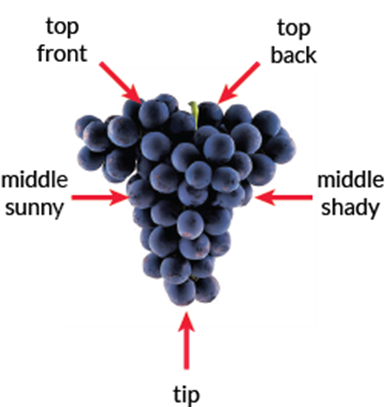 top
front
top
back
middle
sunny
middle
shady
tip